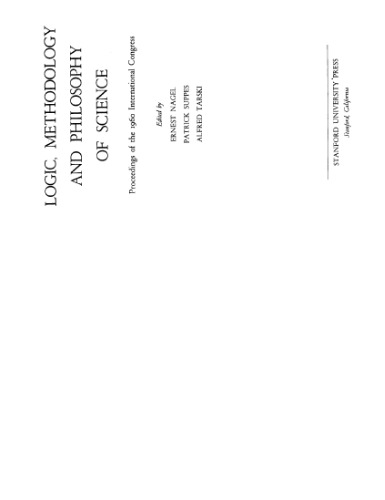 LOGIC, METHODOLOGY
AND PHILOSOPHY
OF SCIENCE
Proceedings of the 1960 International Congress
Edited by
ERNEST NAGEL
PATRICK SUPPES
ALFRED TARSKI
STANFORD UNIVERSITY PRESS
Stanford, California